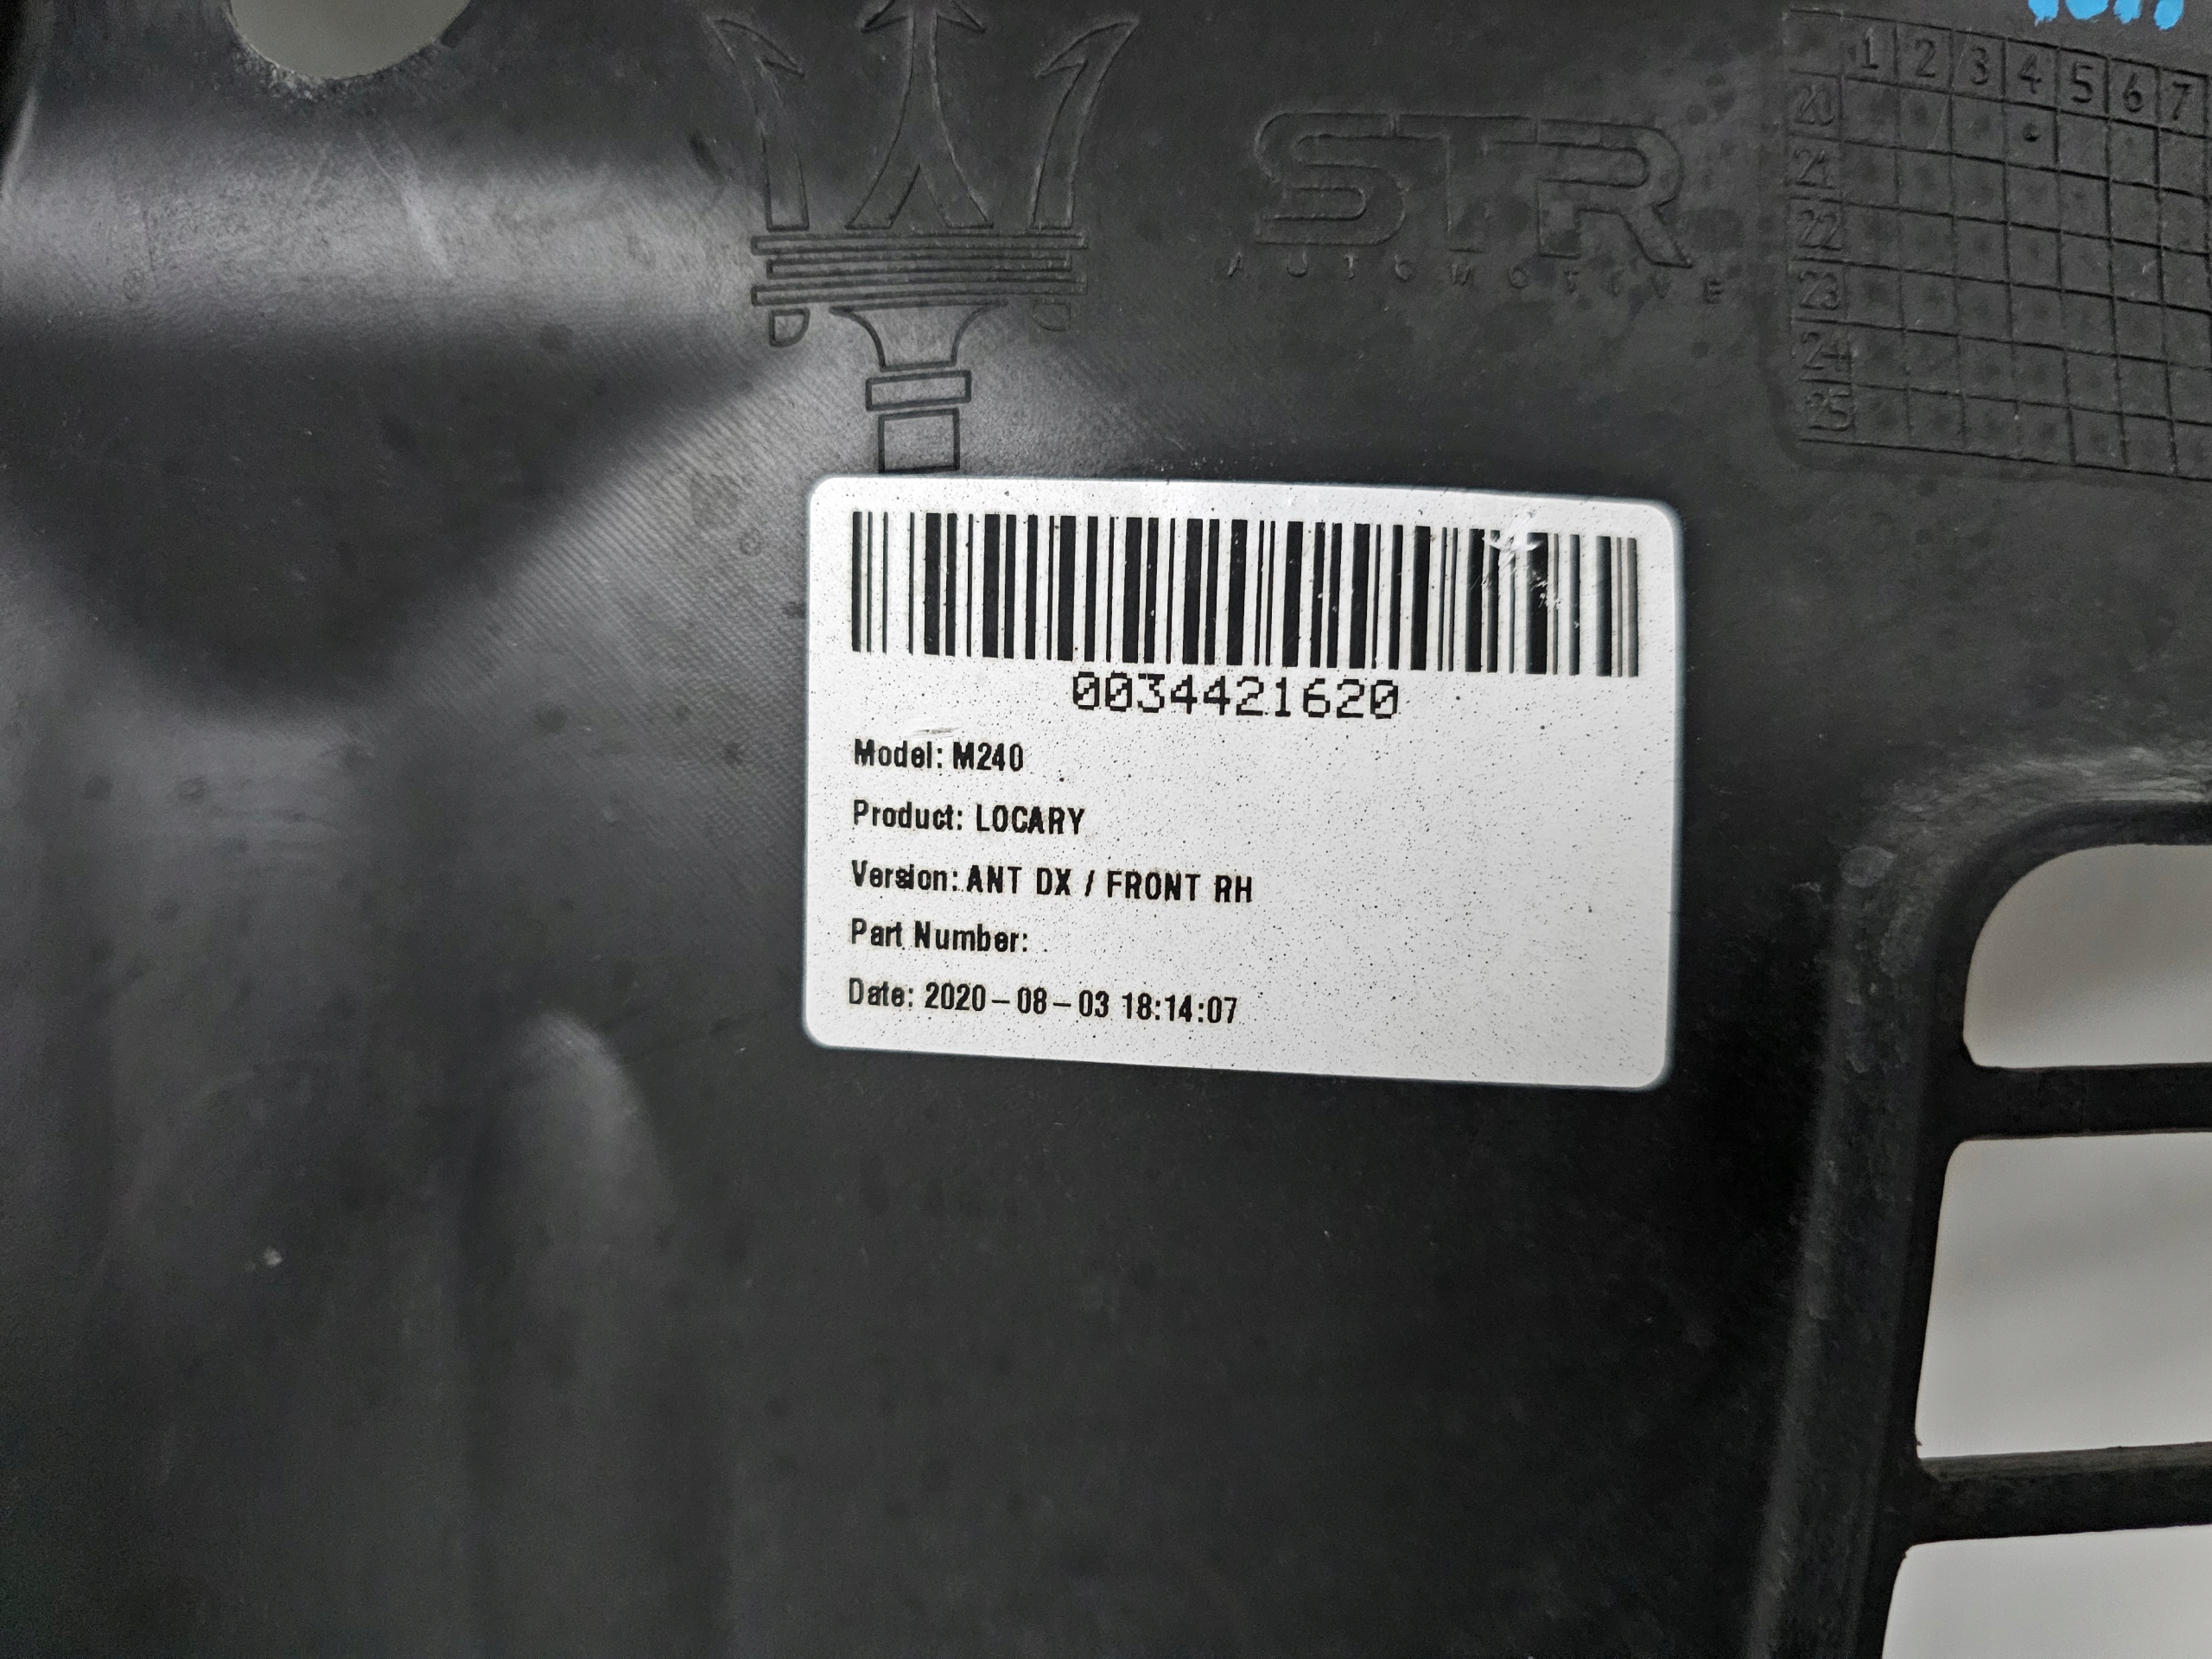 1 2 3 4 5 6 7
20
21
22
23
24
25
STR
AUTOMOTIVE
0034421620
Model: M240
Product: LOCARY
Version: ANT DX / FRONT RH
Part Number:
Date: 2020-08-03 18:14:07